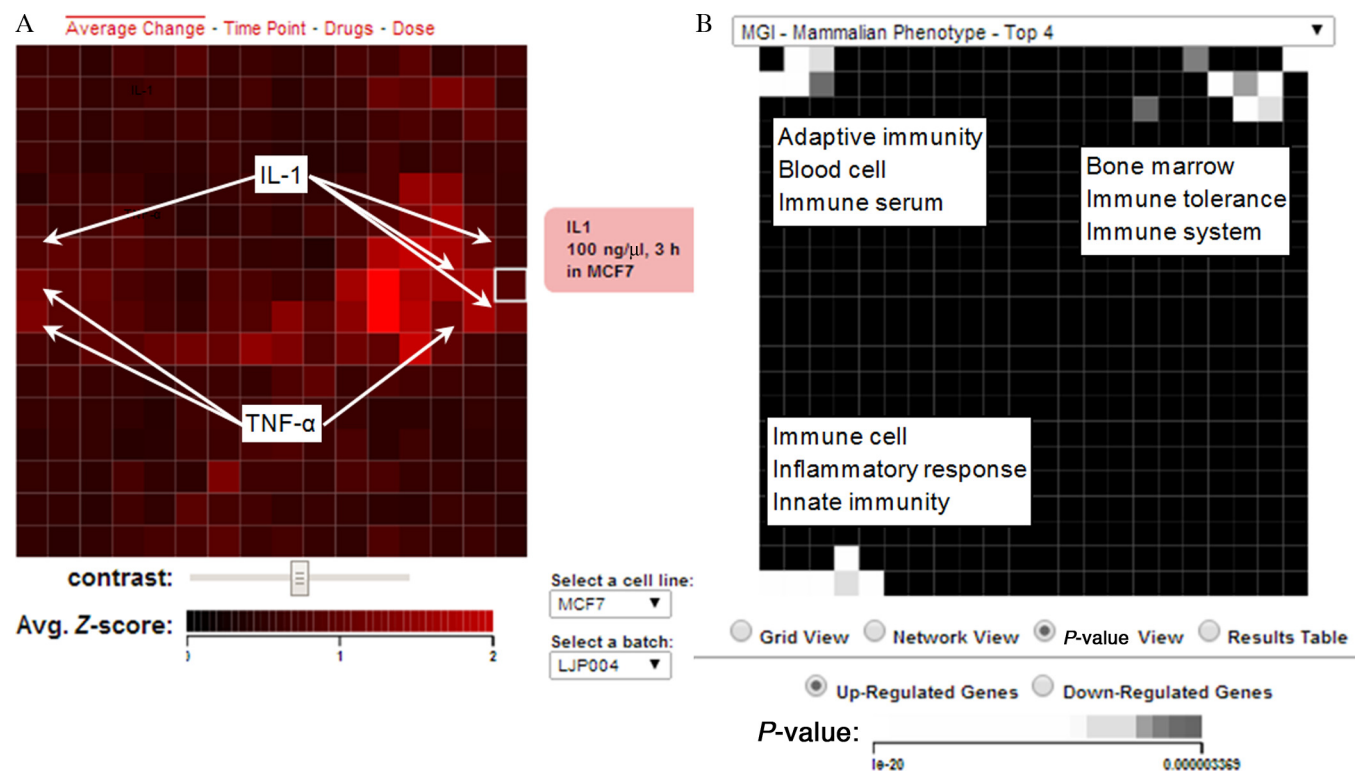 A
Average Change - Time Point - Drugs - Dose
IL-1
IL-1
TNF-α
IL1
100 ng/µl, 3 h
in MCF7
contrast:
Avg. Z-score:
1
2
Select a cell line:
MCF7
Select a batch:
LJP004
B
MGI - Mammalian Phenotype - Top 4
Adaptive immunity
Blood cell
Immune serum
Bone marrow
Immune tolerance
Immune system
Immune cell
Inflammatory response
Innate immunity
Grid View Network View P-value View Results Table
Up-Regulated Genes Down-Regulated Genes
P-value:
1e-20 0.000003369